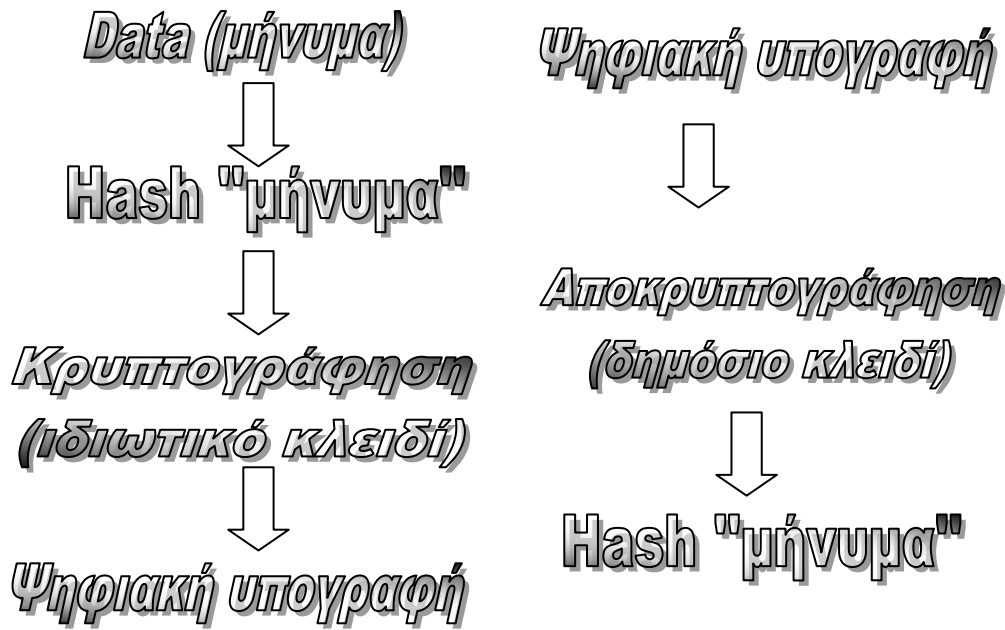 Data (μήνυμα)
Hash "μήνυμα"
Κρυπτογράφηση
(ιδιωτικό κλειδί)
Ψηφιακή υπογραφή
Ψηφιακή υπογραφή
Αποκρυπτογράφηση
(δημόσιο κλειδί)
Hash "μήνυμα"